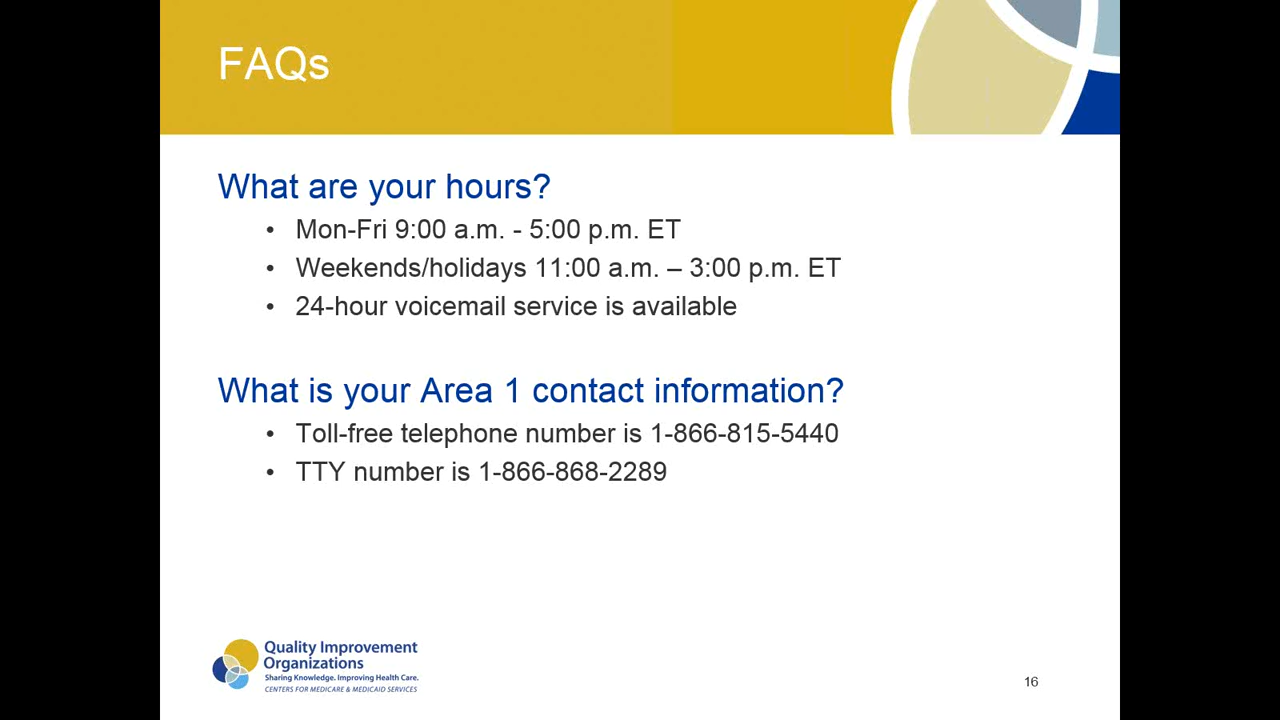 FAQs
What are your hours?
• Mon-Fri 9:00 a.m. - 5:00 p.m. ET
• Weekends/holidays 11:00 a.m. – 3:00 p.m. ET
• 24-hour voicemail service is available
What is your Area 1 contact information?
• Toll-free telephone number is 1-866-815-5440
• TTY number is 1-866-868-2289
Quality Improvement
Organizations
Sharing Knowledge. Improving Health Care.
CENTERS FOR MEDICARE & MEDICAID SERVICES
16